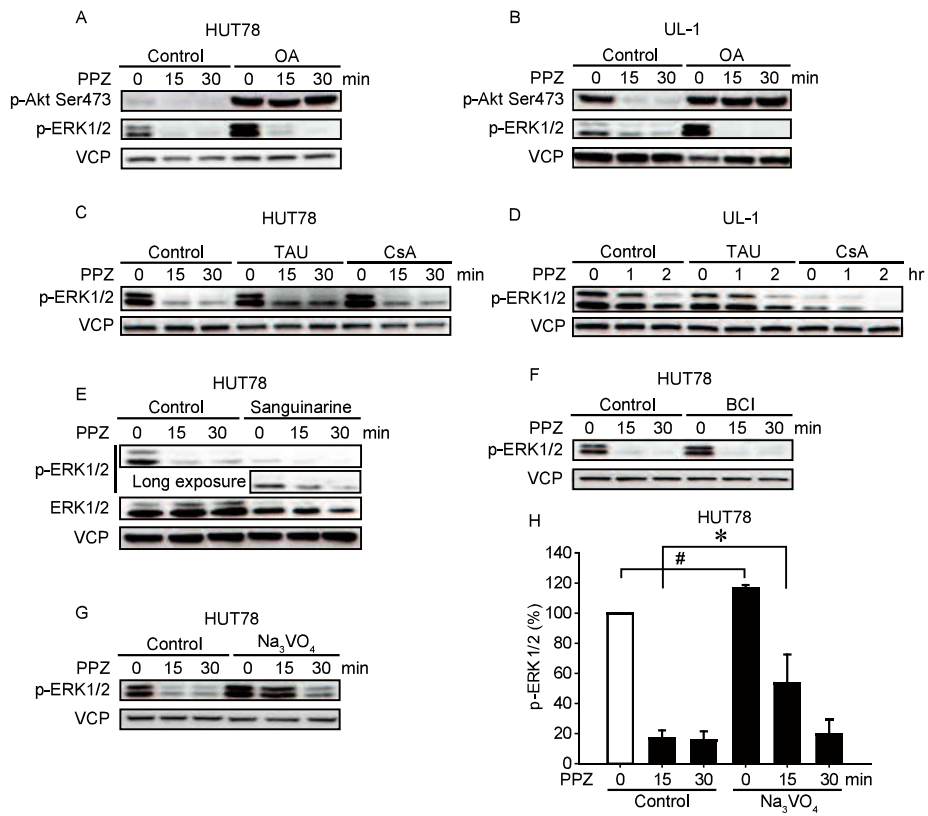 A
HUT78
Control OA
PPZ 0 15 30 0 15 30 min
p-Akt Ser473
p-ERK1/2
VCP
B
UL-1
Control OA
PPZ 0 15 30 0 15 30 min
p-Akt Ser473
p-ERK1/2
VCP
C
HUT78
Control TAU CsA
PPZ 0 15 30 0 15 30 0 15 30 min
p-ERK1/2
VCP
D
UL-1
Control TAU CsA
PPZ 0 1 2 0 1 2 0 1 2 hr
p-ERK1/2
VCP
E
HUT78
Control Sanguinarine
PPZ 0 15 30 0 15 30 min
p-ERK1/2
Long exposure
ERK1/2
VCP
F
HUT78
Control BCI
PPZ 0 15 30 0 15 30 min
p-ERK1/2
VCP
G
HUT78
Control Na₃VO₄
PPZ 0 15 30 0 15 30 min
p-ERK1/2
VCP
H
HUT78
*
#
p-ERK1/2 (%)
140
120
100
80
60
40
20
0
PPZ 0 15 30 0 15 30 min
Control Na₃VO₄